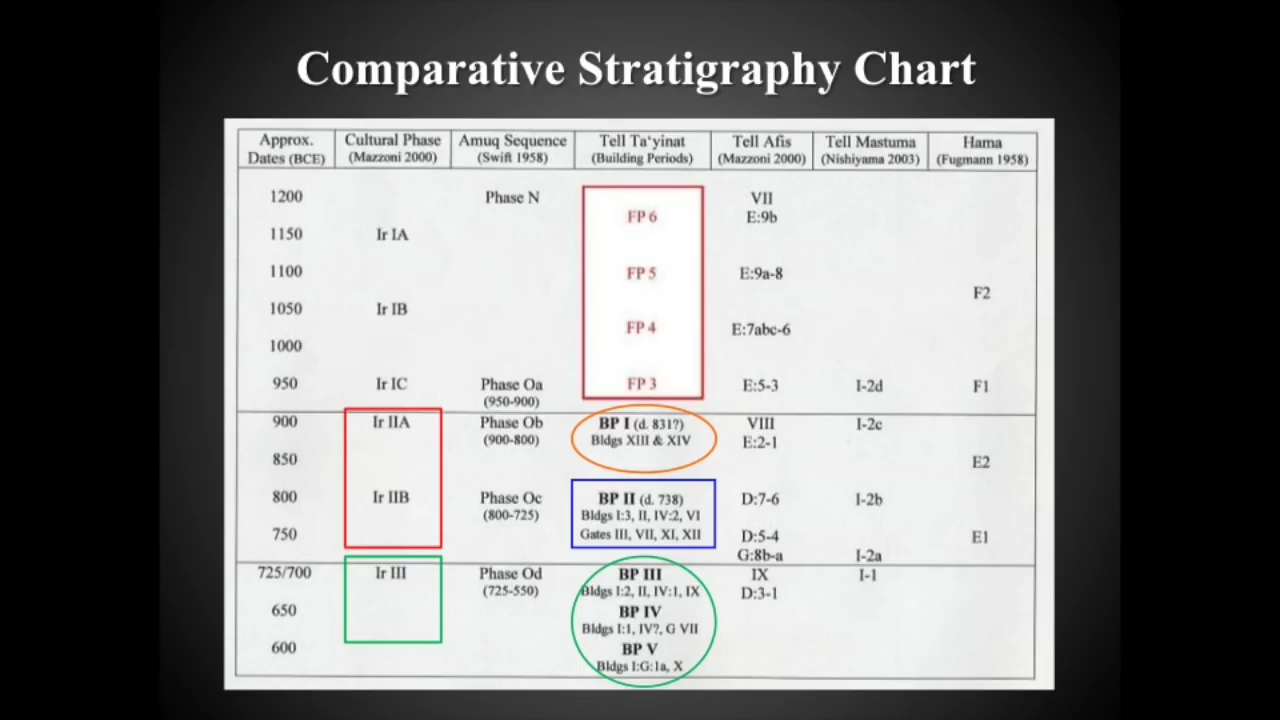 Comparative Stratigraphy Chart
Approx. Cultural Phase Amuq Sequence Tell Ta‘yinat Tell Afis Tell Mastuma Hama
Dates (BCE) (Mazzoni 2000) (Swift 1958) (Building Periods) (Mazzoni 2000) (Nishiyama 2003) (Fugmann 1958)
1200 Phase N VII
FP 6 E:9b
1150 Ir IA
1100 FP 5 E:9a-8
F2
1050 Ir IB
FP 4 E:7abc-6
1000
950 Ir IC Phase Oa FP 3 E:5-3 I-2d F1
(950-900)
900 Ir IIA Phase Ob BP I (d. 831?) VIII I-2c
(900-800) Bldgs XIII & XIV E:2-1
850 E2
800 Ir IIB Phase Oc BP II (d. 738) D:7-6 I-2b
(800-725) Bldgs I:3, II, IV:2, VI
750 Gates III, VII, XI, XII D:5-4 E1
G:8b-a I-2a
725/700 Ir III Phase Od BP III IX I-1
(725-550) Bldgs I:2, II, IV:1, IX D:3-1
650 BP IV
Bldgs I:1, IV?, G VII
600 BP V
Bldgs I:G:1a, X